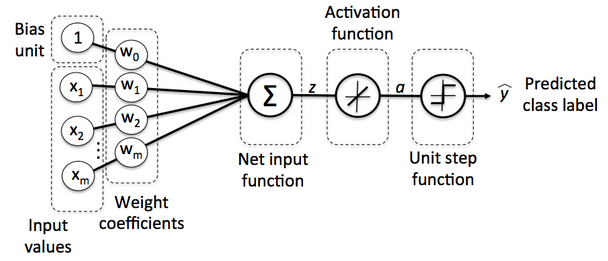 Bias
unit
1
w0
x1
w1
x2
w2
⋮
wm
xm
Input
values
Weight
coefficients
Σ
Net input
function
z
Activation
function
a
Unit step
function
ŷ
Predicted
class label